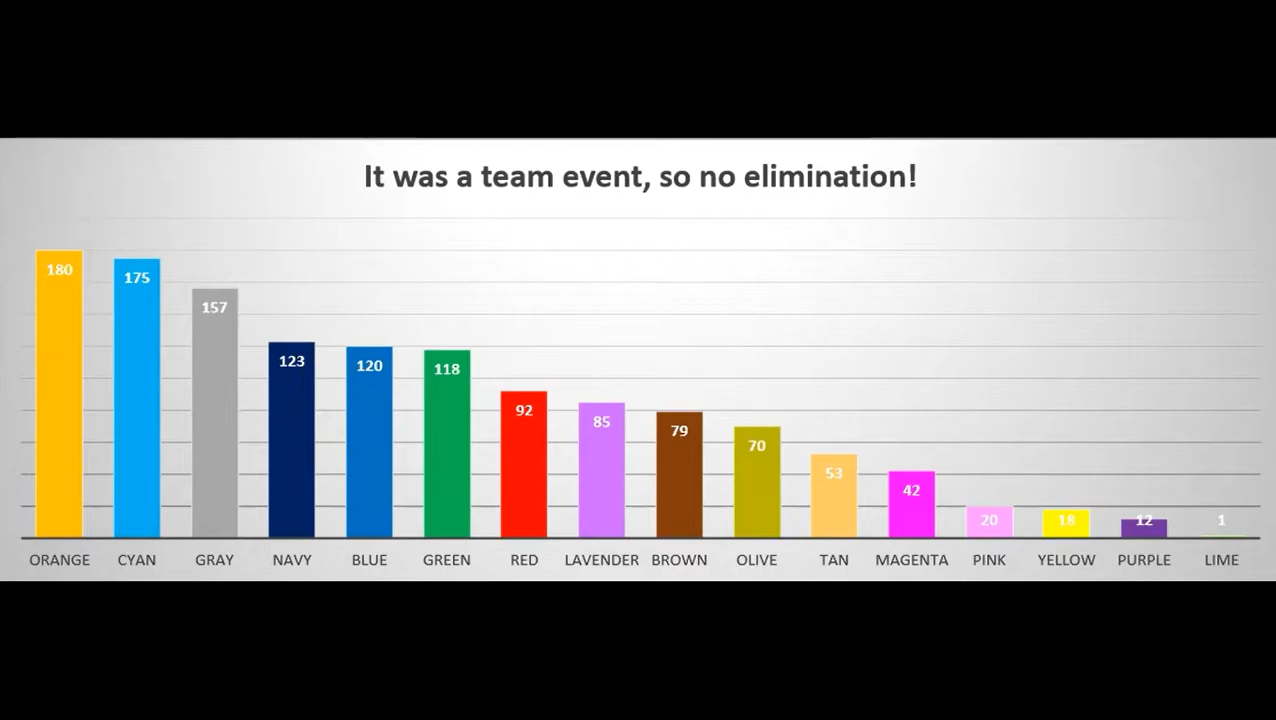 It was a team event, so no elimination!
180 175 157 123 120 118 92 85 79 70 53 42 20 18 12 1
ORANGE CYAN GRAY NAVY BLUE GREEN RED LAVENDER BROWN OLIVE TAN MAGENTA PINK YELLOW PURPLE LIME